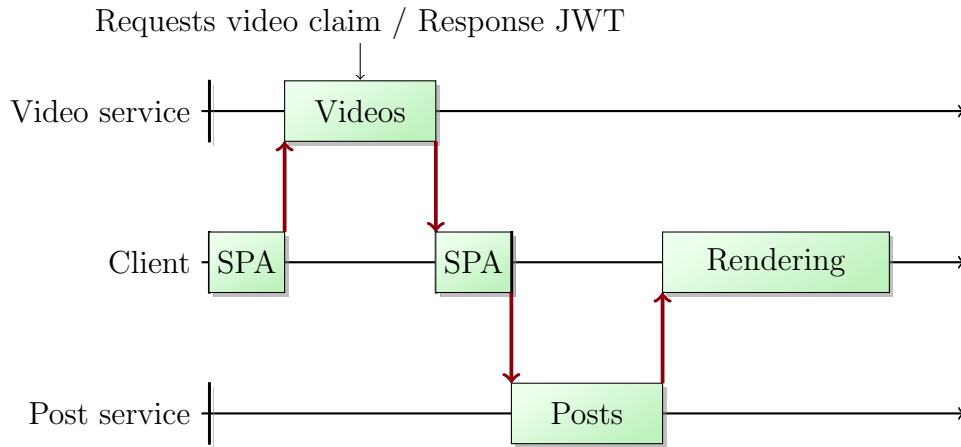 Requests video claim / Response JWT
Video service
Videos
Client
SPA
SPA
Rendering
Post service
Posts